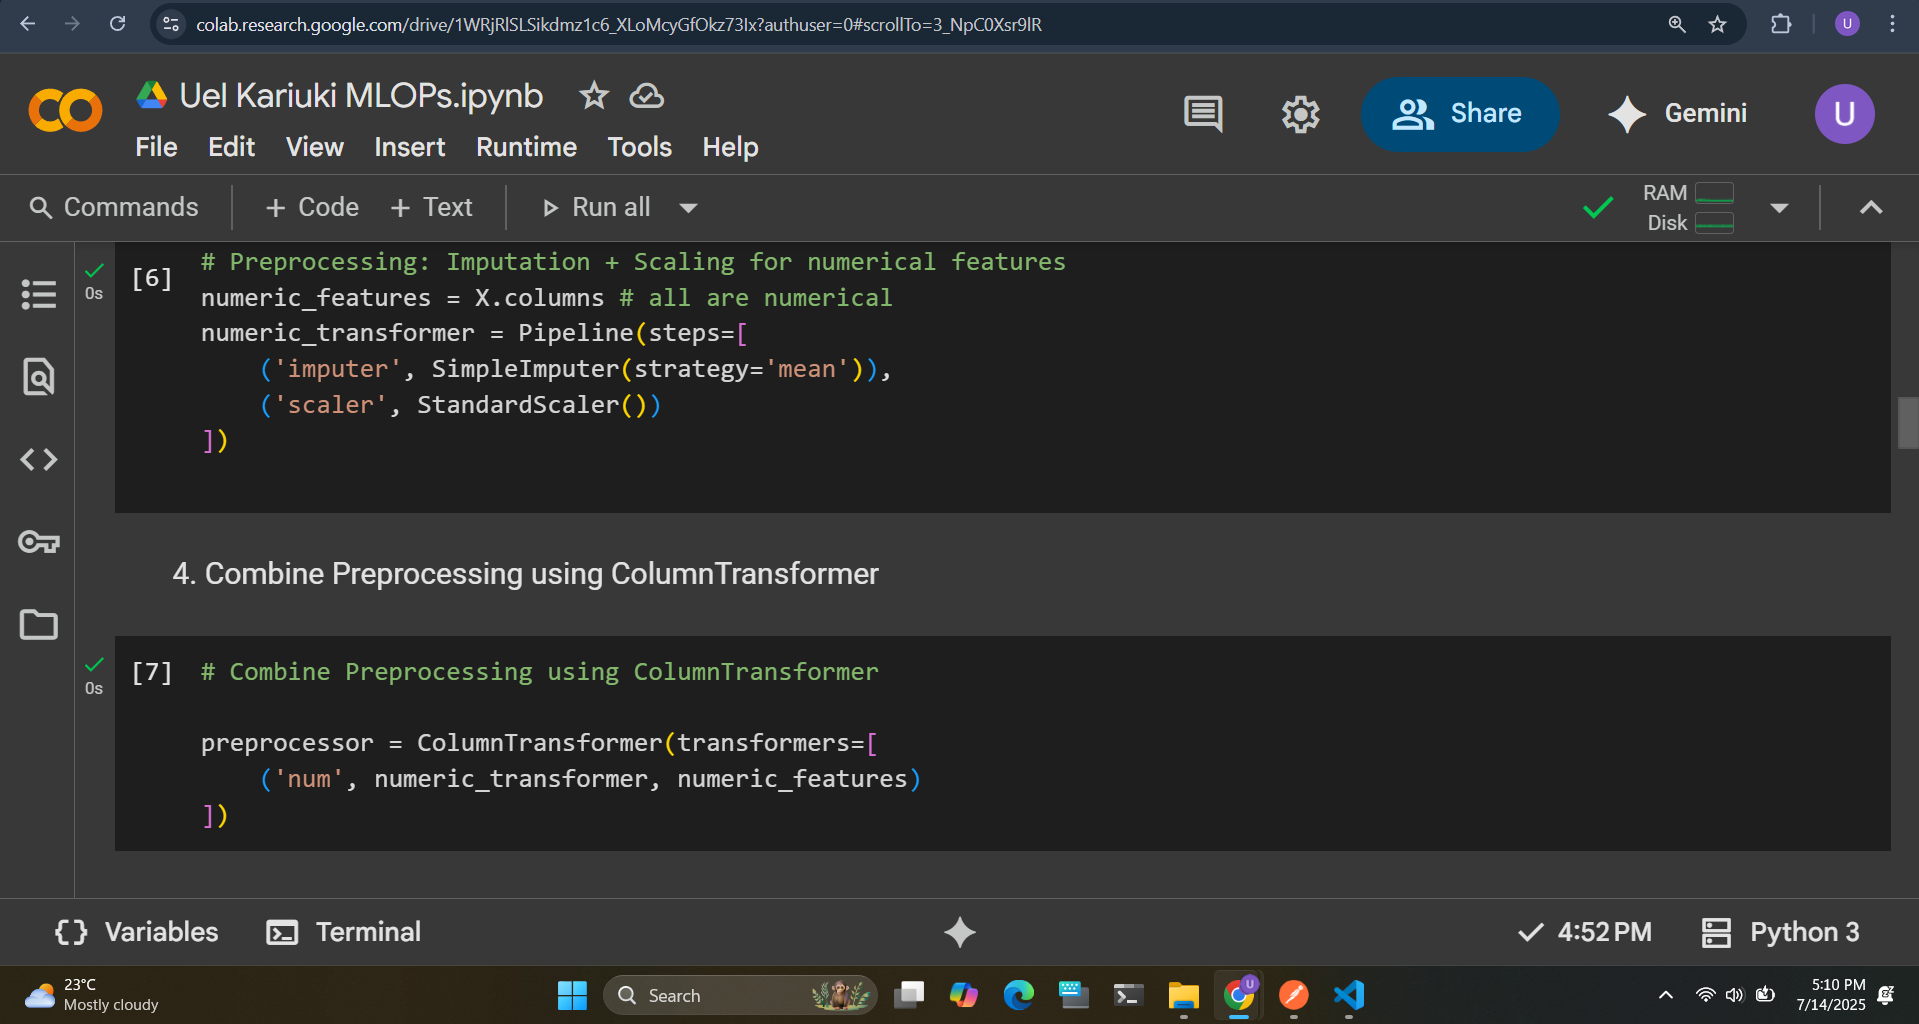 colab.research.google.com/drive/1WRjRlSLSikdmz1c6_XLoMcyGfOkz73Ix?authuser=0#scrollTo=3_NpC0Xsr9lR
U
Uel Kariuki MLOPs.ipynb
Share
Gemini
U
File Edit View Insert Runtime Tools Help
Commands + Code + Text Run all
RAM
Disk
0s
[6]
# Preprocessing: Imputation + Scaling for numerical features
numeric_features = X.columns # all are numerical
numeric_transformer = Pipeline(steps=[
('imputer', SimpleImputer(strategy='mean')),
('scaler', StandardScaler())
])
4. Combine Preprocessing using ColumnTransformer
0s
[7]
# Combine Preprocessing using ColumnTransformer
preprocessor = ColumnTransformer(transformers=[
('num', numeric_transformer, numeric_features)
])
{} Variables Terminal
4:52 PM Python 3
23°C
Mostly cloudy
Search
U
5:10 PM
7/14/2025